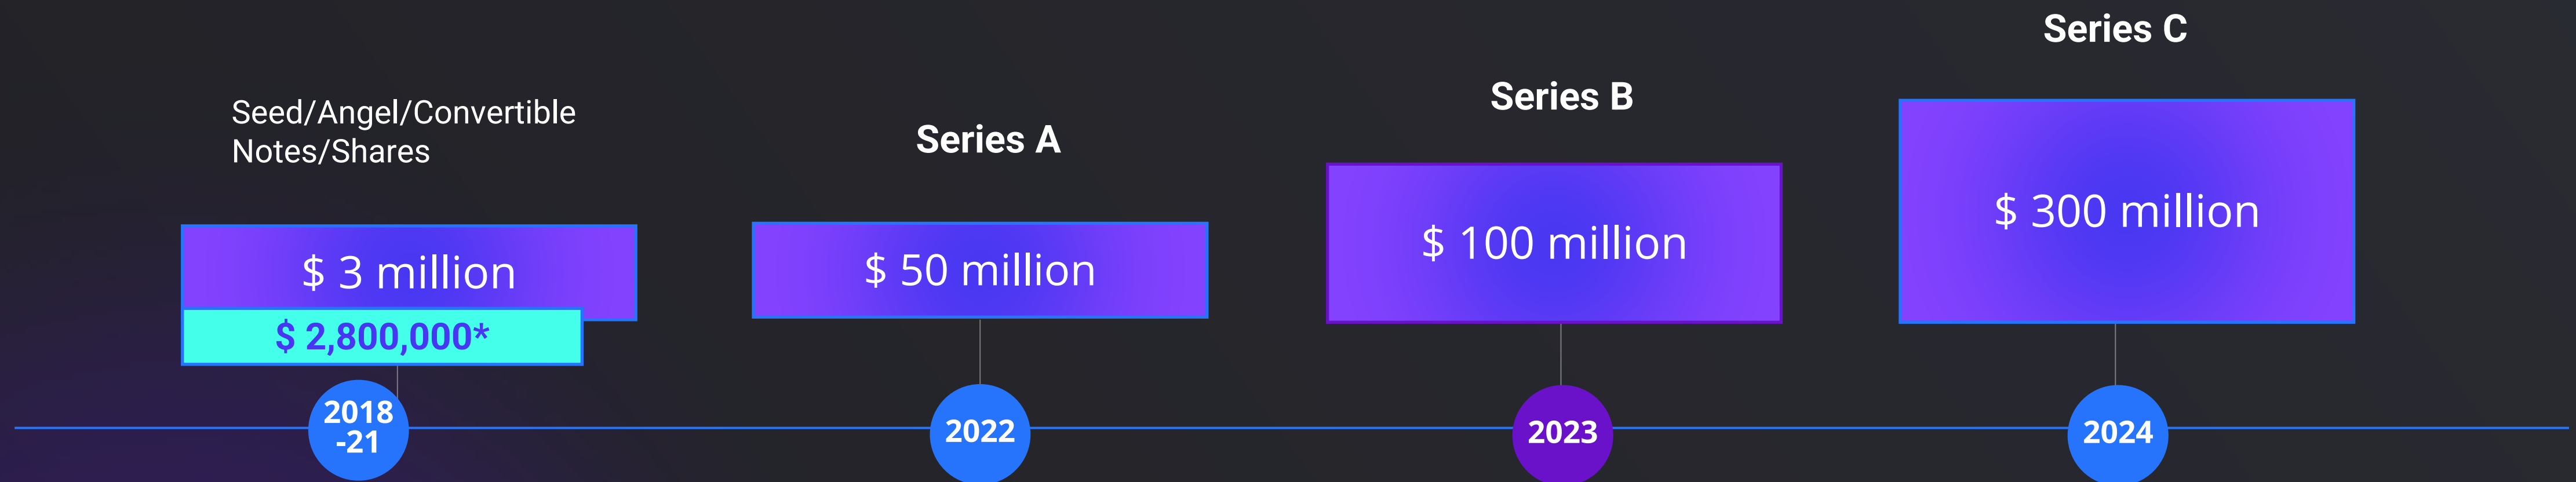 Seed/Angel/Convertible
Notes/Shares
$ 3 million
$ 2,800,000*
2018
-21
Series A
$ 50 million
2022
Series B
$ 100 million
2023
Series C
$ 300 million
2024